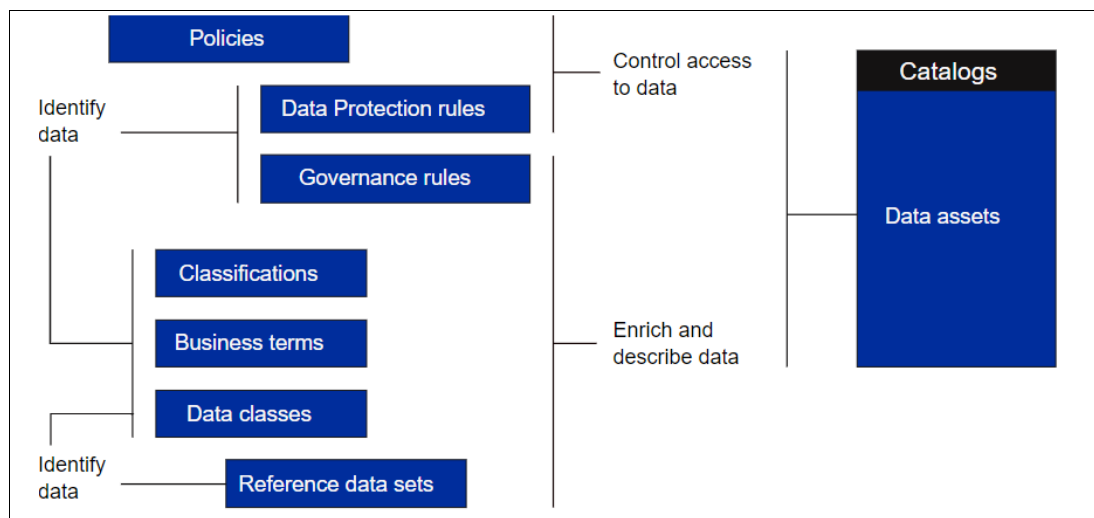 Policies
Control access
to data
Catalogs
Identify
data
Data Protection rules
Governance rules
Data assets
Classifications
Business terms
Enrich and
describe data
Data classes
Identify
data
Reference data sets